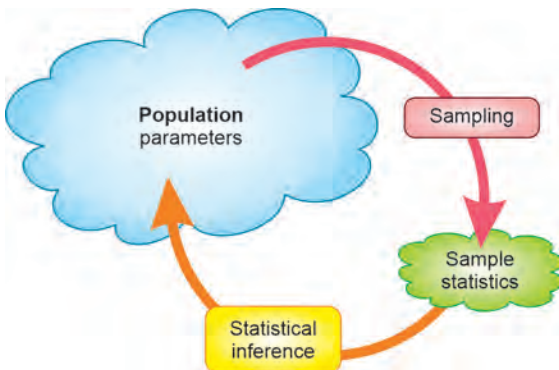 Population
parameters
Sampling
Sample
statistics
Statistical
inference